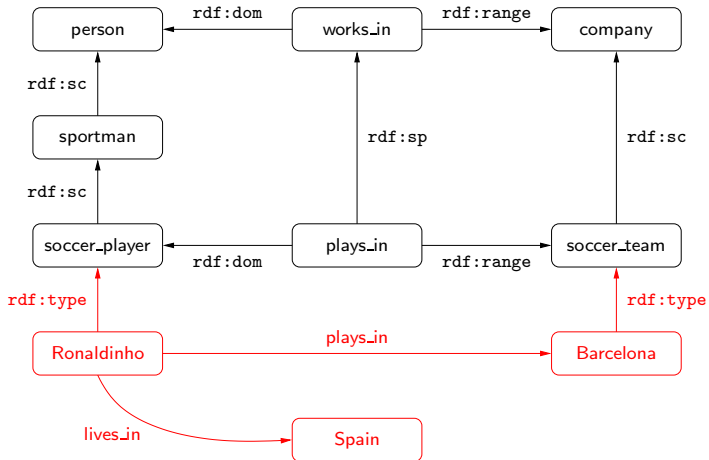 person
rdf:dom
works_in
rdf:range
company
rdf:sc
sportman
rdf:sp
rdf:sc
rdf:sc
soccer_player
rdf:dom
plays_in
rdf:range
soccer_team
rdf:type
rdf:type
Ronaldinho
plays_in
Barcelona
lives_in
Spain